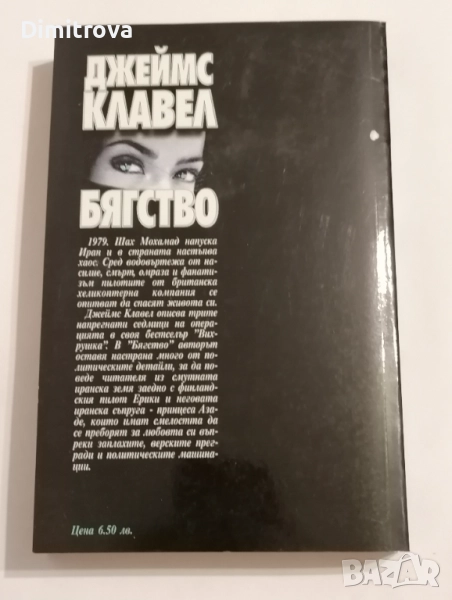 Dimitrova
ДЖЕЙМС
КЛАВЕЛ
БЯГСТВО
1979. Шах Мохамад напуска
Иран и в страната настъпва
хаос. Сред водовъртежа от на-
силие, смърт, омраза и фанати-
зъм пилотите от британска
хеликоптерна компания се
опитват да спасят живота си.
Джеймс Клавел описва трите
напрегнати седмици на опера-
цията в своя бестселър "Вих-
рушка". В "Бягство" авторът
оставя настрана много от по-
литическите детайли, за да по-
веде читателя из смутната
иранска земя заедно с финланд-
ския пилот Ерики и неговата
иранска съпруга - принцеса Аза-
де, които имат смелостта да
се преборят за любовта си въ-
преки заплахите, верските прег-
ради и политическите машина-
ции.
Цена 6.50 лв.
BAZAR